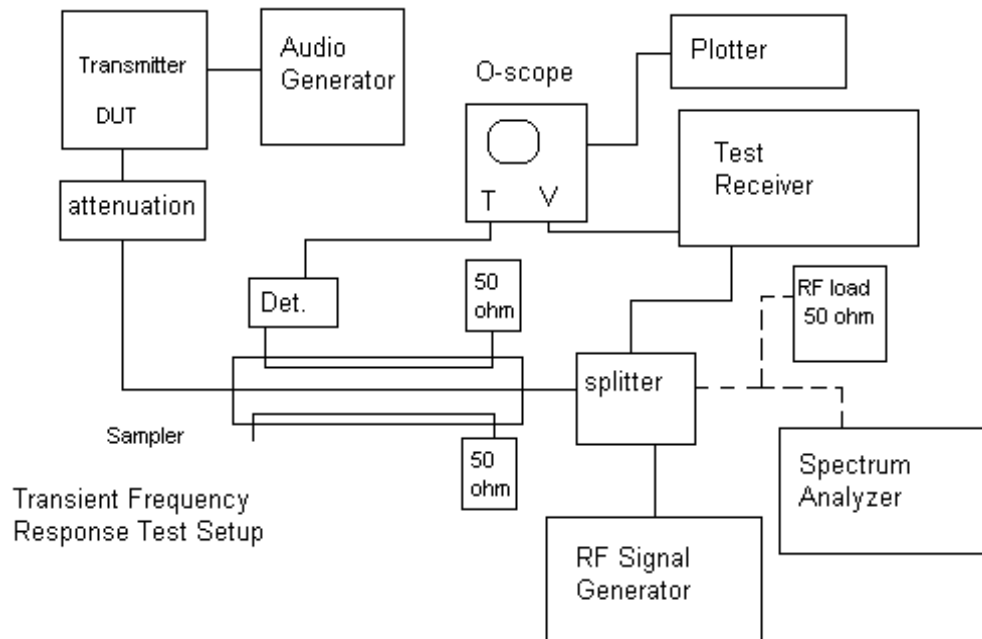 Transmitter
DUT
Audio
Generator
O-scope
Plotter
T V
Test
Receiver
attenuation
Det.
50
ohm
RF load
50 ohm
splitter
Sampler
50
ohm
Spectrum
Analyzer
Transient Frequency
Response Test Setup
RF Signal
Generator